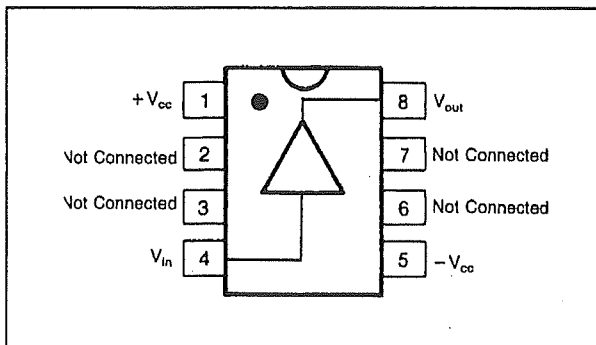 +Vcc 1 8 Vout
Not Connected 2 7 Not Connected
Not Connected 3 6 Not Connected
Vin 4 5 −Vcc